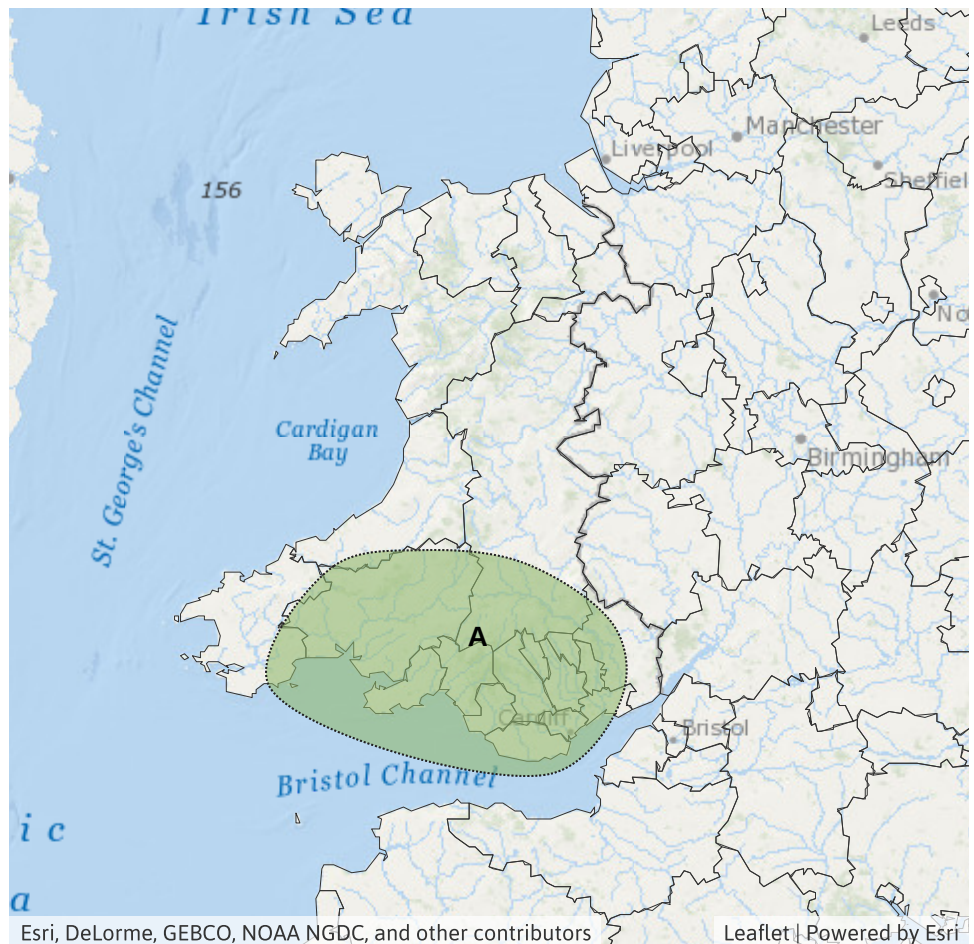 Irish Sea
Leeds
Manchester
Liverpool
Sheffiel
156
No
St. George's Channel
Cardigan
Bay
Birmingham
A
Cardiff
Bristol
Bristol Channel
i c
a
Esri, DeLorme, GEBCO, NOAA NGDC, and other contributors
Leaflet | Powered by Esri